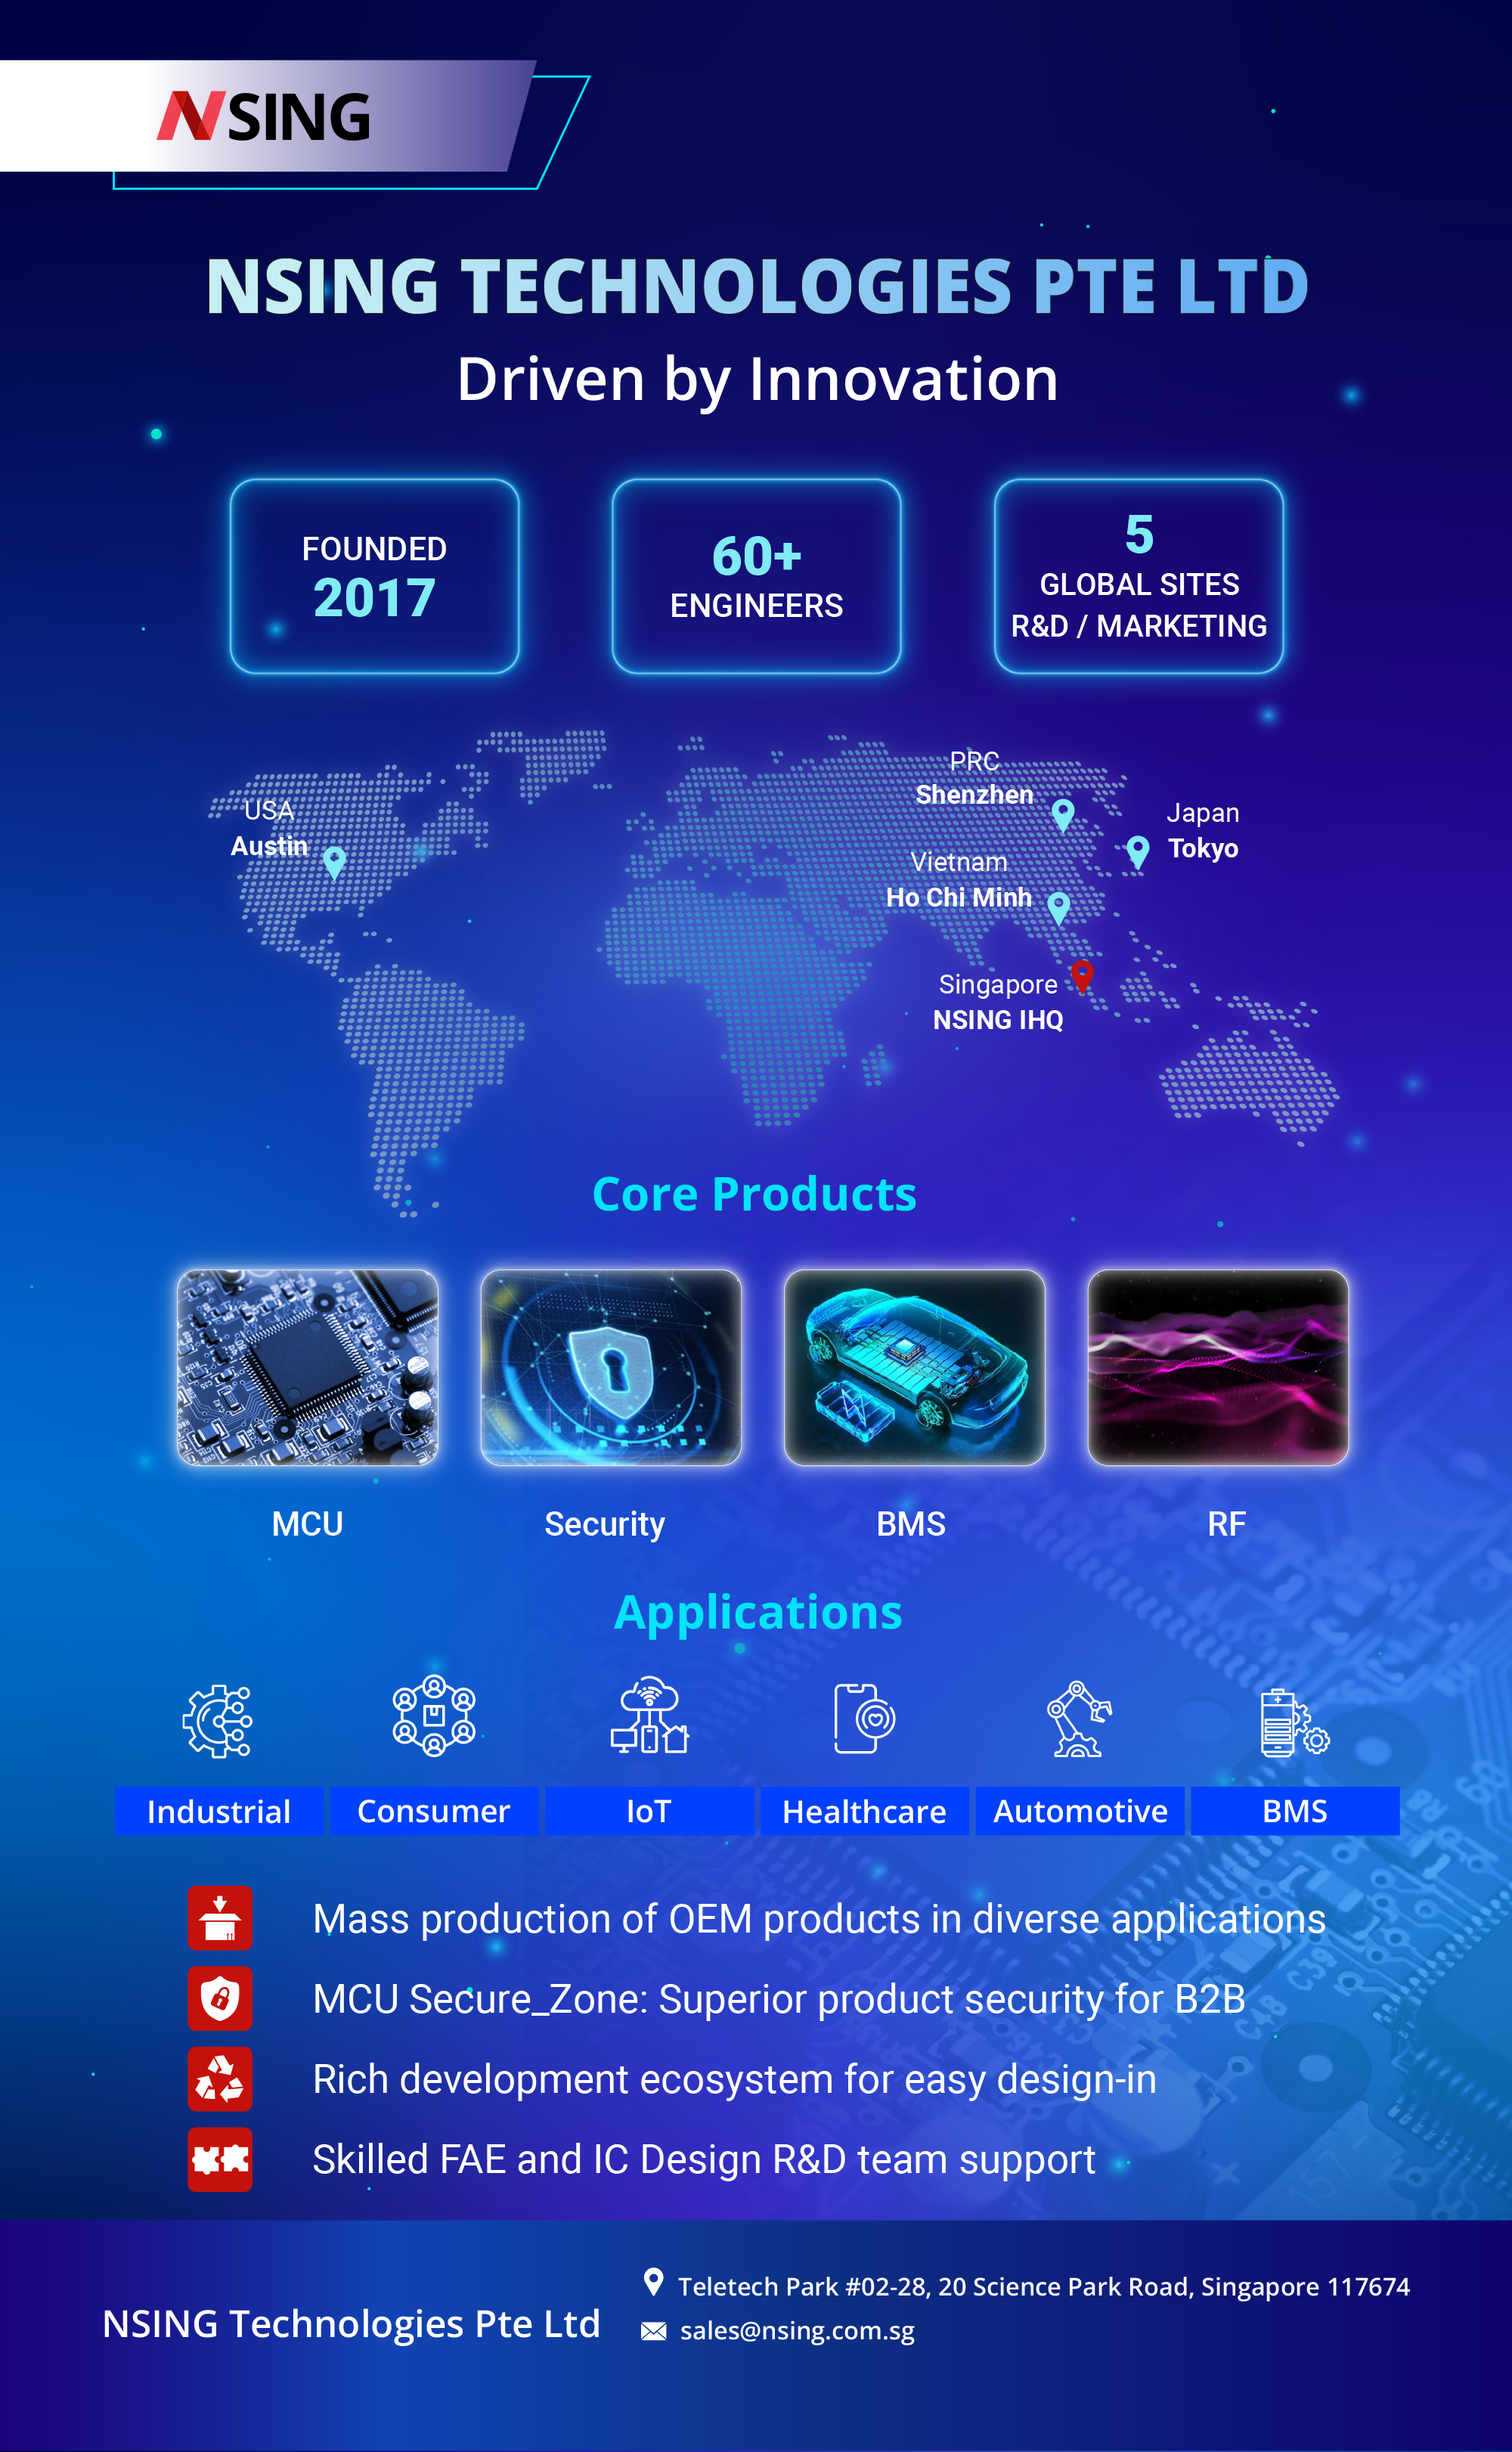 NSING
NSING TECHNOLOGIES PTE LTD
Driven by Innovation
FOUNDED
2017
60+
ENGINEERS
5
GLOBAL SITES
R&D / MARKETING
USA
Austin
PRC
Shenzhen
Japan
Tokyo
Vietnam
Ho Chi Minh
Singapore
NSING IHQ
Core Products
MCU
Security
BMS
RF
Applications
Industrial
Consumer
IoT
Healthcare
Automotive
BMS
Mass production of OEM products in diverse applications
MCU Secure_Zone: Superior product security for B2B
Rich development ecosystem for easy design-in
Skilled FAE and IC Design R&D team support
NSING Technologies Pte Ltd
Teletech Park #02-28, 20 Science Park Road, Singapore 117674
sales@nsing.com.sg